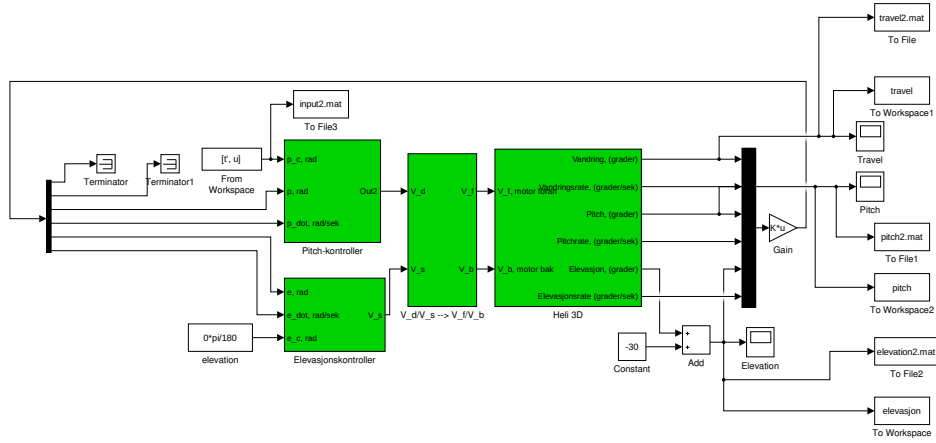 travel2.mat
To File
travel
To Workspace1
input2.mat
To File3
Travel
[t', u]
From
Workspace
p_c, rad
Vandring, (grader)
Terminator
Terminator1
p, rad
Out2
V_d
V_f
V_f, motor foran
Vandringsrate, (grader/sek)
Pitch
p_dot, rad/sek
Pitch, (grader)
K*u
Gain
pitch2.mat
To File1
Pitch-kontroller
Pitchrate, (grader/sek)
V_s
V_b
V_b, motor bak
Elevasjon, (grader)
pitch
To Workspace2
e, rad
Elevasjonsrate (grader/sek)
e_dot, rad/sek
V_s
V_d/V_s --> V_f/V_b
Heli 3D
0*pi/180
elevation
e_c, rad
Elevasjonskontroller
-30
Constant
+
+
Add
Elevation
elevation2.mat
To File2
elevasjon
To Workspace